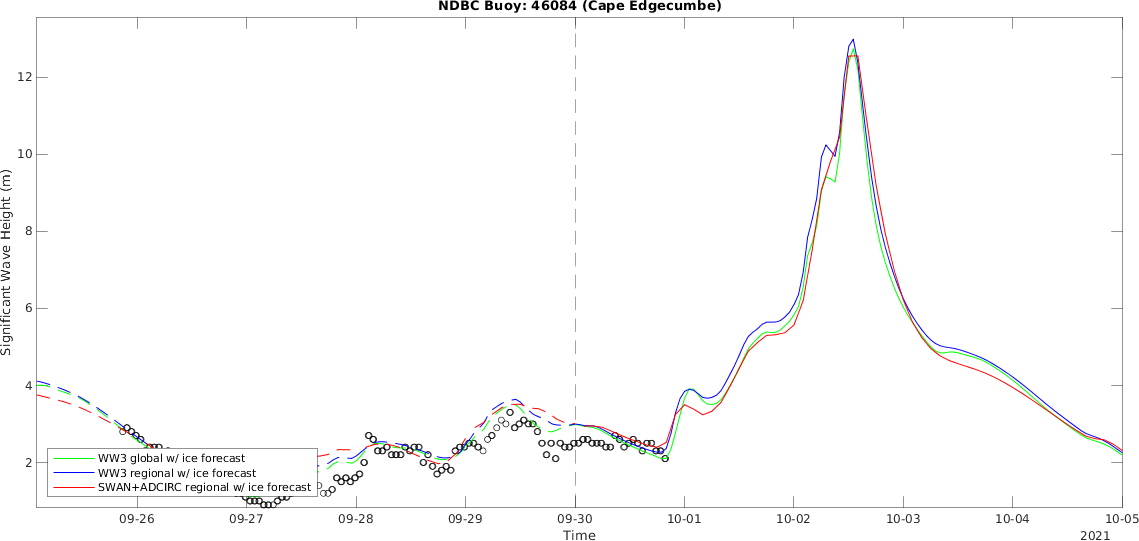 NDBC Buoy: 46084 (Cape Edgecumbe)
Significant Wave Height (m)
12
10
8
6
4
2
WW3 global w/ ice forecast
WW3 regional w/ ice forecast
SWAN+ADCIRC regional w/ ice forecast
09-26 09-27 09-28 09-29 09-30 10-01 10-02 10-03 10-04 10-05
Time
2021